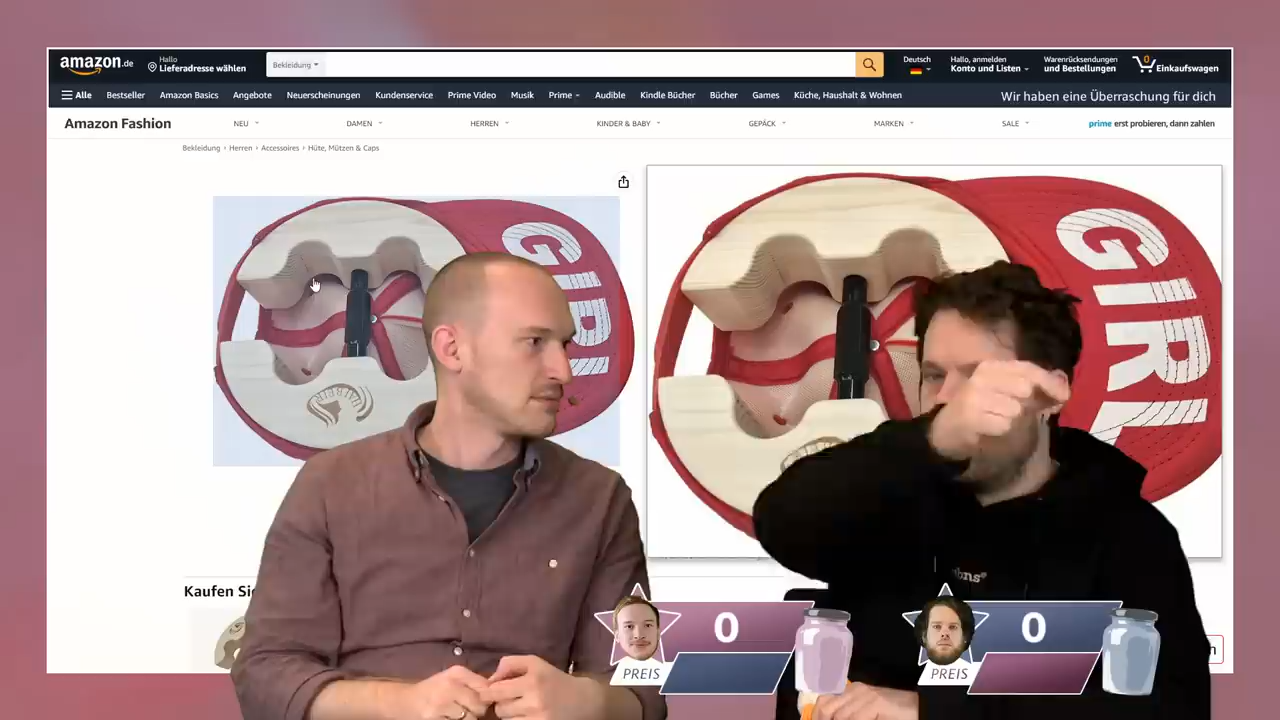 amazon.de
Hallo
Lieferadresse wählen
Bekleidung
Deutsch
Hallo, anmelden
Konto und Listen
Warenrücksendungen
und Bestellungen
0
Einkaufswagen
Alle
Bestseller
Amazon Basics
Angebote
Neuerscheinungen
Kundenservice
Prime Video
Musik
Prime
Audible
Kindle Bücher
Bücher
Games
Küche, Haushalt & Wohnen
Wir haben eine Überraschung für dich
Amazon Fashion
NEU
DAMEN
HERREN
KINDER & BABY
GEPÄCK
MARKEN
SALE
prime erst probieren, dann zahlen
Bekleidung › Herren › Accessoires › Hüte, Mützen & Caps
GIRL
GIRL
Kaufen
0
PREIS
0
PREIS